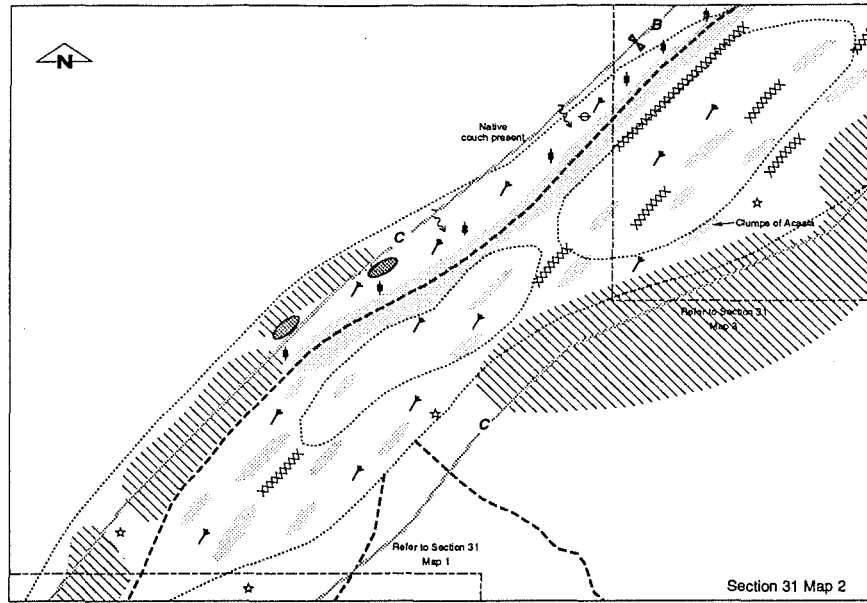 B
N
Native
couch present
C
Clumps of Acaeta
Refer to Section 31
Map 3
C
Refer to Section 31
Map 1
Section 31 Map 2